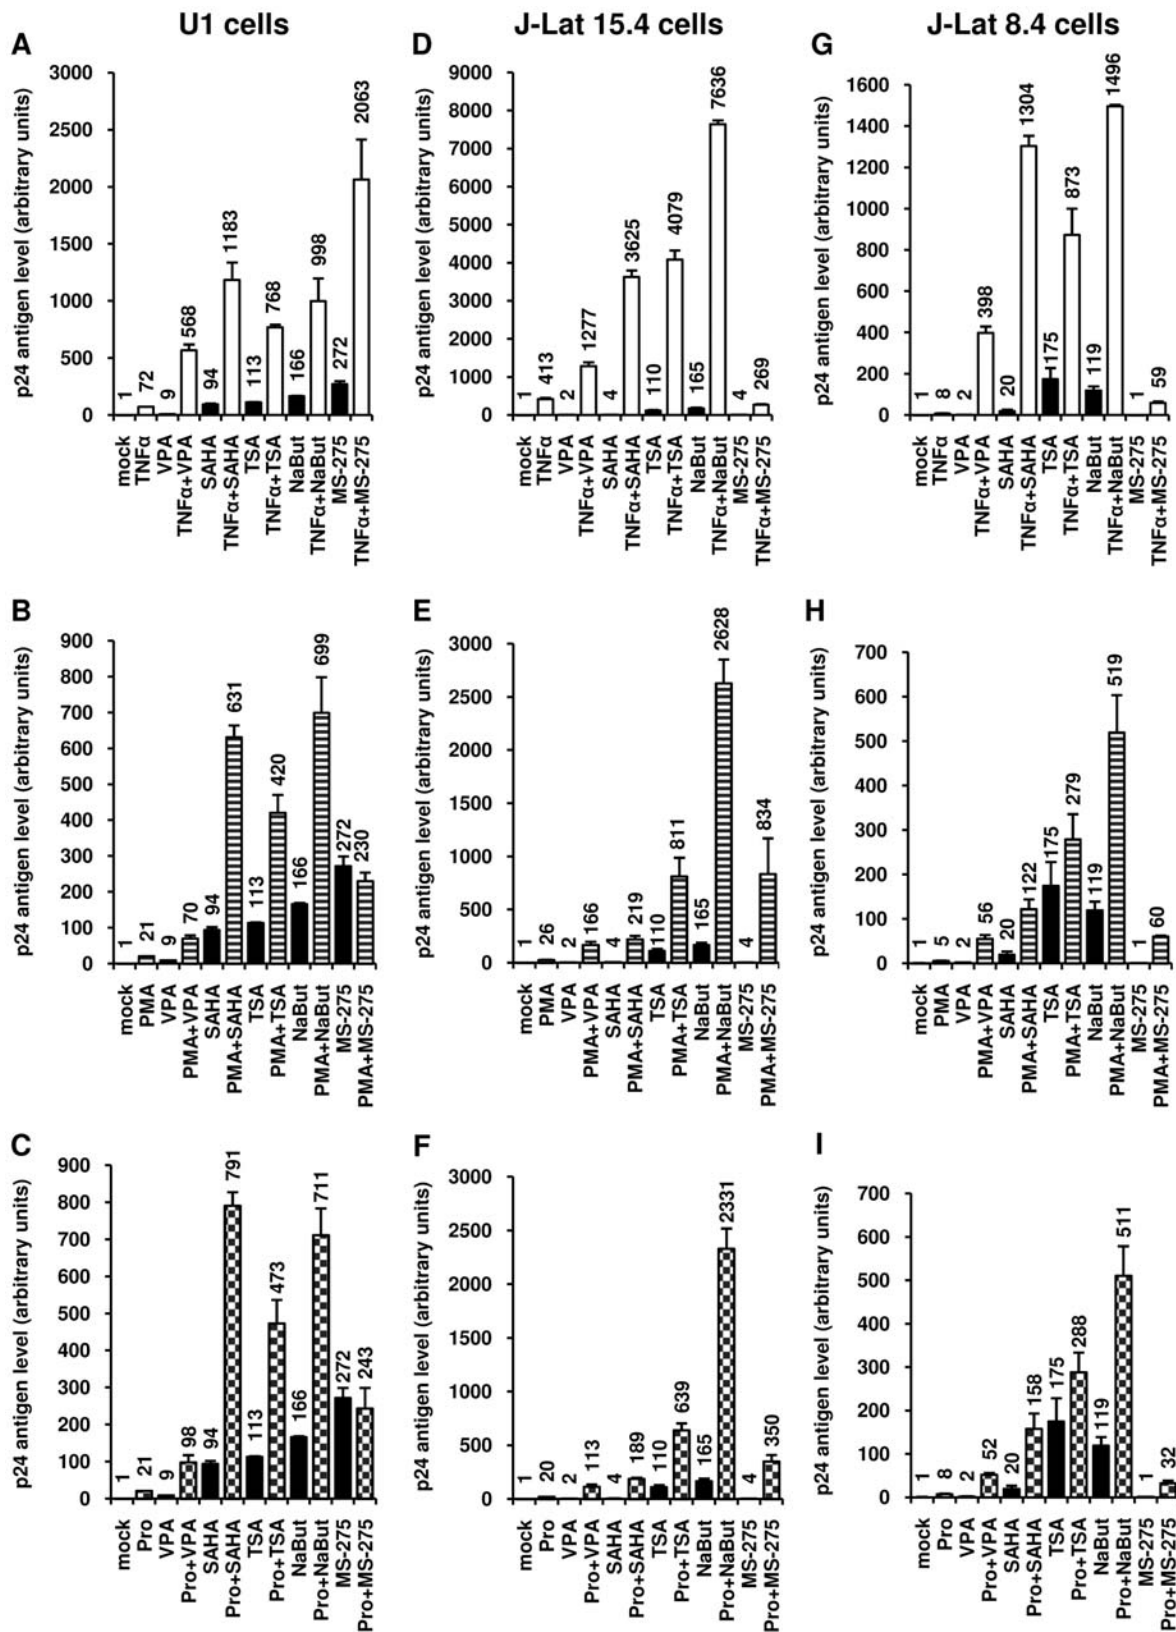 U1 cells
J-Lat 15.4 cells
J-Lat 8.4 cells
A
p24 antigen level (arbitrary units)
3000
2500
2000
1500
1000
500
0
1
72
9
568
94
1183
113
768
166
998
272
2063
mock
TNFα
VPA
TNFα+VPA
SAHA
TNFα+SAHA
TSA
TNFα+TSA
NaBut
TNFα+NaBut
MS-275
TNFα+MS-275
D
p24 antigen level (arbitrary units)
9000
8000
7000
6000
5000
4000
3000
2000
1000
0
1
413
2
1277
4
3625
110
4079
165
7636
4
269
mock
TNFα
VPA
TNFα+VPA
SAHA
TNFα+SAHA
TSA
TNFα+TSA
NaBut
TNFα+NaBut
MS-275
TNFα+MS-275
G
p24 antigen level (arbitrary units)
1600
1400
1200
1000
800
600
400
200
0
1
8
2
398
20
1304
175
873
119
1496
1
59
mock
TNFα
VPA
TNFα+VPA
SAHA
TNFα+SAHA
TSA
TNFα+TSA
NaBut
TNFα+NaBut
MS-275
TNFα+MS-275
B
p24 antigen level (arbitrary units)
900
800
700
600
500
400
300
200
100
0
1
21
9
70
94
631
113
420
166
699
272
230
mock
PMA
VPA
PMA+VPA
SAHA
PMA+SAHA
TSA
PMA+TSA
NaBut
PMA+NaBut
MS-275
PMA+MS-275
E
p24 antigen level (arbitrary units)
3000
2500
2000
1500
1000
500
0
1
26
2
166
4
219
110
811
165
2628
4
834
mock
PMA
VPA
PMA+VPA
SAHA
PMA+SAHA
TSA
PMA+TSA
NaBut
PMA+NaBut
MS-275
PMA+MS-275
H
p24 antigen level (arbitrary units)
700
600
500
400
300
200
100
0
1
5
2
56
20
122
175
279
119
519
1
60
mock
PMA
VPA
PMA+VPA
SAHA
PMA+SAHA
TSA
PMA+TSA
NaBut
PMA+NaBut
MS-275
PMA+MS-275
C
p24 antigen level (arbitrary units)
900
800
700
600
500
400
300
200
100
0
1
21
9
98
94
791
113
473
166
711
272
243
mock
Pro
VPA
Pro+VPA
SAHA
Pro+SAHA
TSA
Pro+TSA
NaBut
Pro+NaBut
MS-275
Pro+MS-275
F
p24 antigen level (arbitrary units)
3000
2500
2000
1500
1000
500
0
1
20
2
113
4
189
110
639
165
2331
4
350
mock
Pro
VPA
Pro+VPA
SAHA
Pro+SAHA
TSA
Pro+TSA
NaBut
Pro+NaBut
MS-275
Pro+MS-275
I
p24 antigen level (arbitrary units)
700
600
500
400
300
200
100
0
1
8
2
52
20
158
175
288
119
511
1
32
mock
Pro
VPA
Pro+VPA
SAHA
Pro+SAHA
TSA
Pro+TSA
NaBut
Pro+NaBut
MS-275
Pro+MS-275